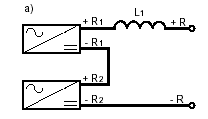 a)
L1
+ R1
+ R
- R1
+ R2
- R2
- R